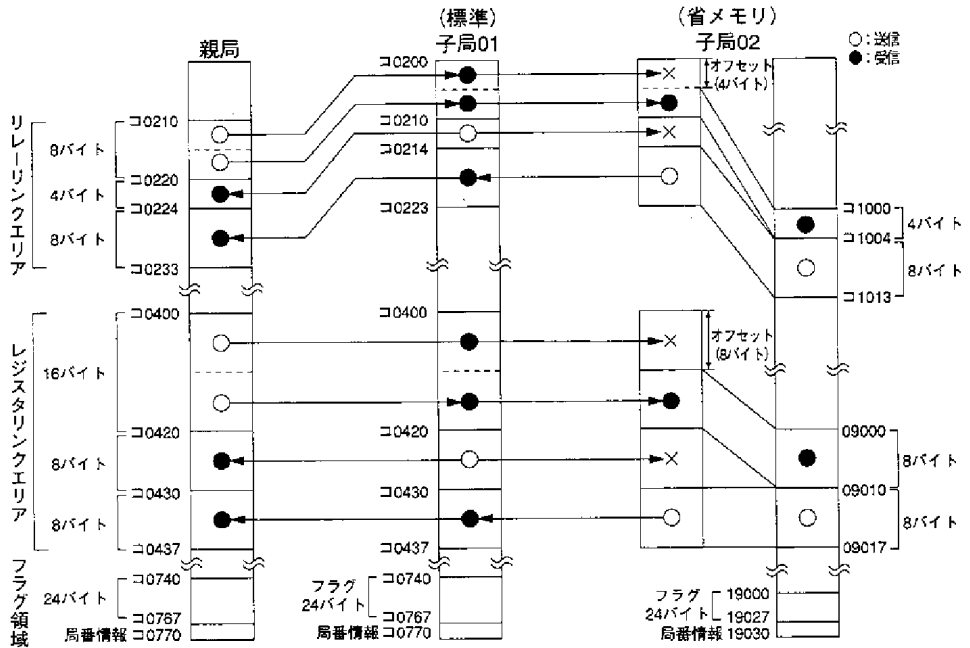 (標準)
子局01
(省メモリ)
子局02
○:送信
●:受信
親局
コ0200
オフセット
(4バイト)
リレーリンクエリア
コ0210
8バイト
コ0220
4バイト
コ0224
8バイト
コ0233
コ0210
コ0214
コ0223
コ1000
4バイト
コ1004
8バイト
コ1013
レジスタリンクエリア
コ0400
16バイト
コ0420
8バイト
コ0430
8バイト
コ0437
コ0400
コ0420
コ0430
コ0437
オフセット
(8バイト)
09000
8バイト
09010
8バイト
09017
フラグ領域
コ0740
24バイト
コ0767
局番情報 コ0770
フラグ
24バイト
コ0740
コ0767
局番情報 コ0770
フラグ
24バイト
19000
19027
局番情報 19030